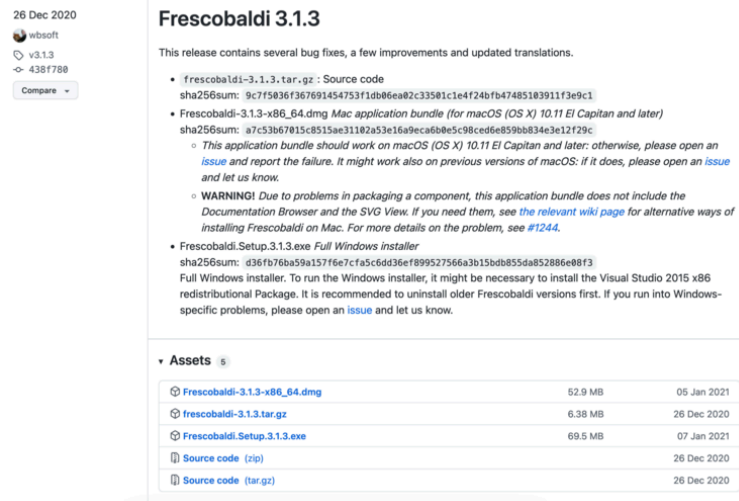 26 Dec 2020
wbsoft
v3.1.3
438f780
Compare
Frescobaldi 3.1.3
This release contains several bug fixes, a few improvements and updated translations.
frescobaldi-3.1.3.tar.gz : Source code
sha256sum: 9c7f5036f367691454753f1db06ea02c33501c1e4f24bfb47485103911f3e9c1
Frescobaldi-3.1.3-x86_64.dmg Mac application bundle (for macOS (OS X) 10.11 El Capitan and later)
sha256sum: a7c53b67015c8515ae31102a53e16a9eca6b0e5c98ced6e859bb834e3e12f29c
This application bundle should work on macOS (OS X) 10.11 El Capitan and later: otherwise, please open an
issue and report the failure. It might work also on previous versions of macOS: if it does, please open an issue
and let us know.
WARNING! Due to problems in packaging a component, this application bundle does not include the
Documentation Browser and the SVG View. If you need them, see the relevant wiki page for alternative ways of
installing Frescobaldi on Mac. For more details on the problem, see #1244.
Frescobaldi.Setup.3.1.3.exe Full Windows installer
sha256sum: d36fb76ba59a157f6e7cfa5c6dd36ef899527566a3b15bdb855da852886e08f3
Full Windows installer. To run the Windows installer, it might be necessary to install the Visual Studio 2015 x86
redistributional Package. It is recommended to uninstall older Frescobaldi versions first. If you run into Windows-
specific problems, please open an issue and let us know.
Assets 5
Frescobaldi-3.1.3-x86_64.dmg 52.9 MB 05 Jan 2021
frescobaldi-3.1.3.tar.gz 6.38 MB 26 Dec 2020
Frescobaldi.Setup.3.1.3.exe 69.5 MB 07 Jan 2021
Source code (zip) 26 Dec 2020
Source code (tar.gz) 26 Dec 2020